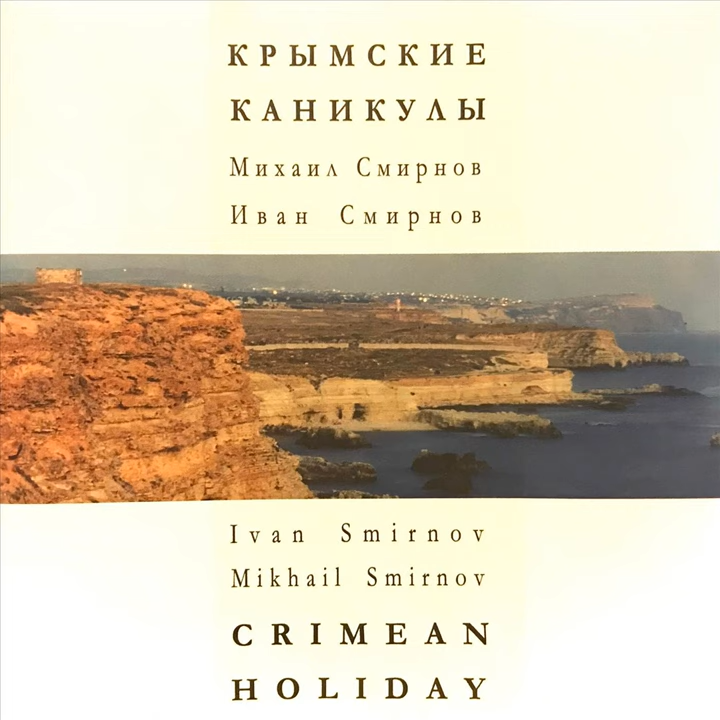 КРЫМСКИЕ
КАНИКУЛЫ
Михаил Смирнов
Иван Смирнов
Ivan Smirnov
Mikhail Smirnov
CRIMEAN
HOLIDAY